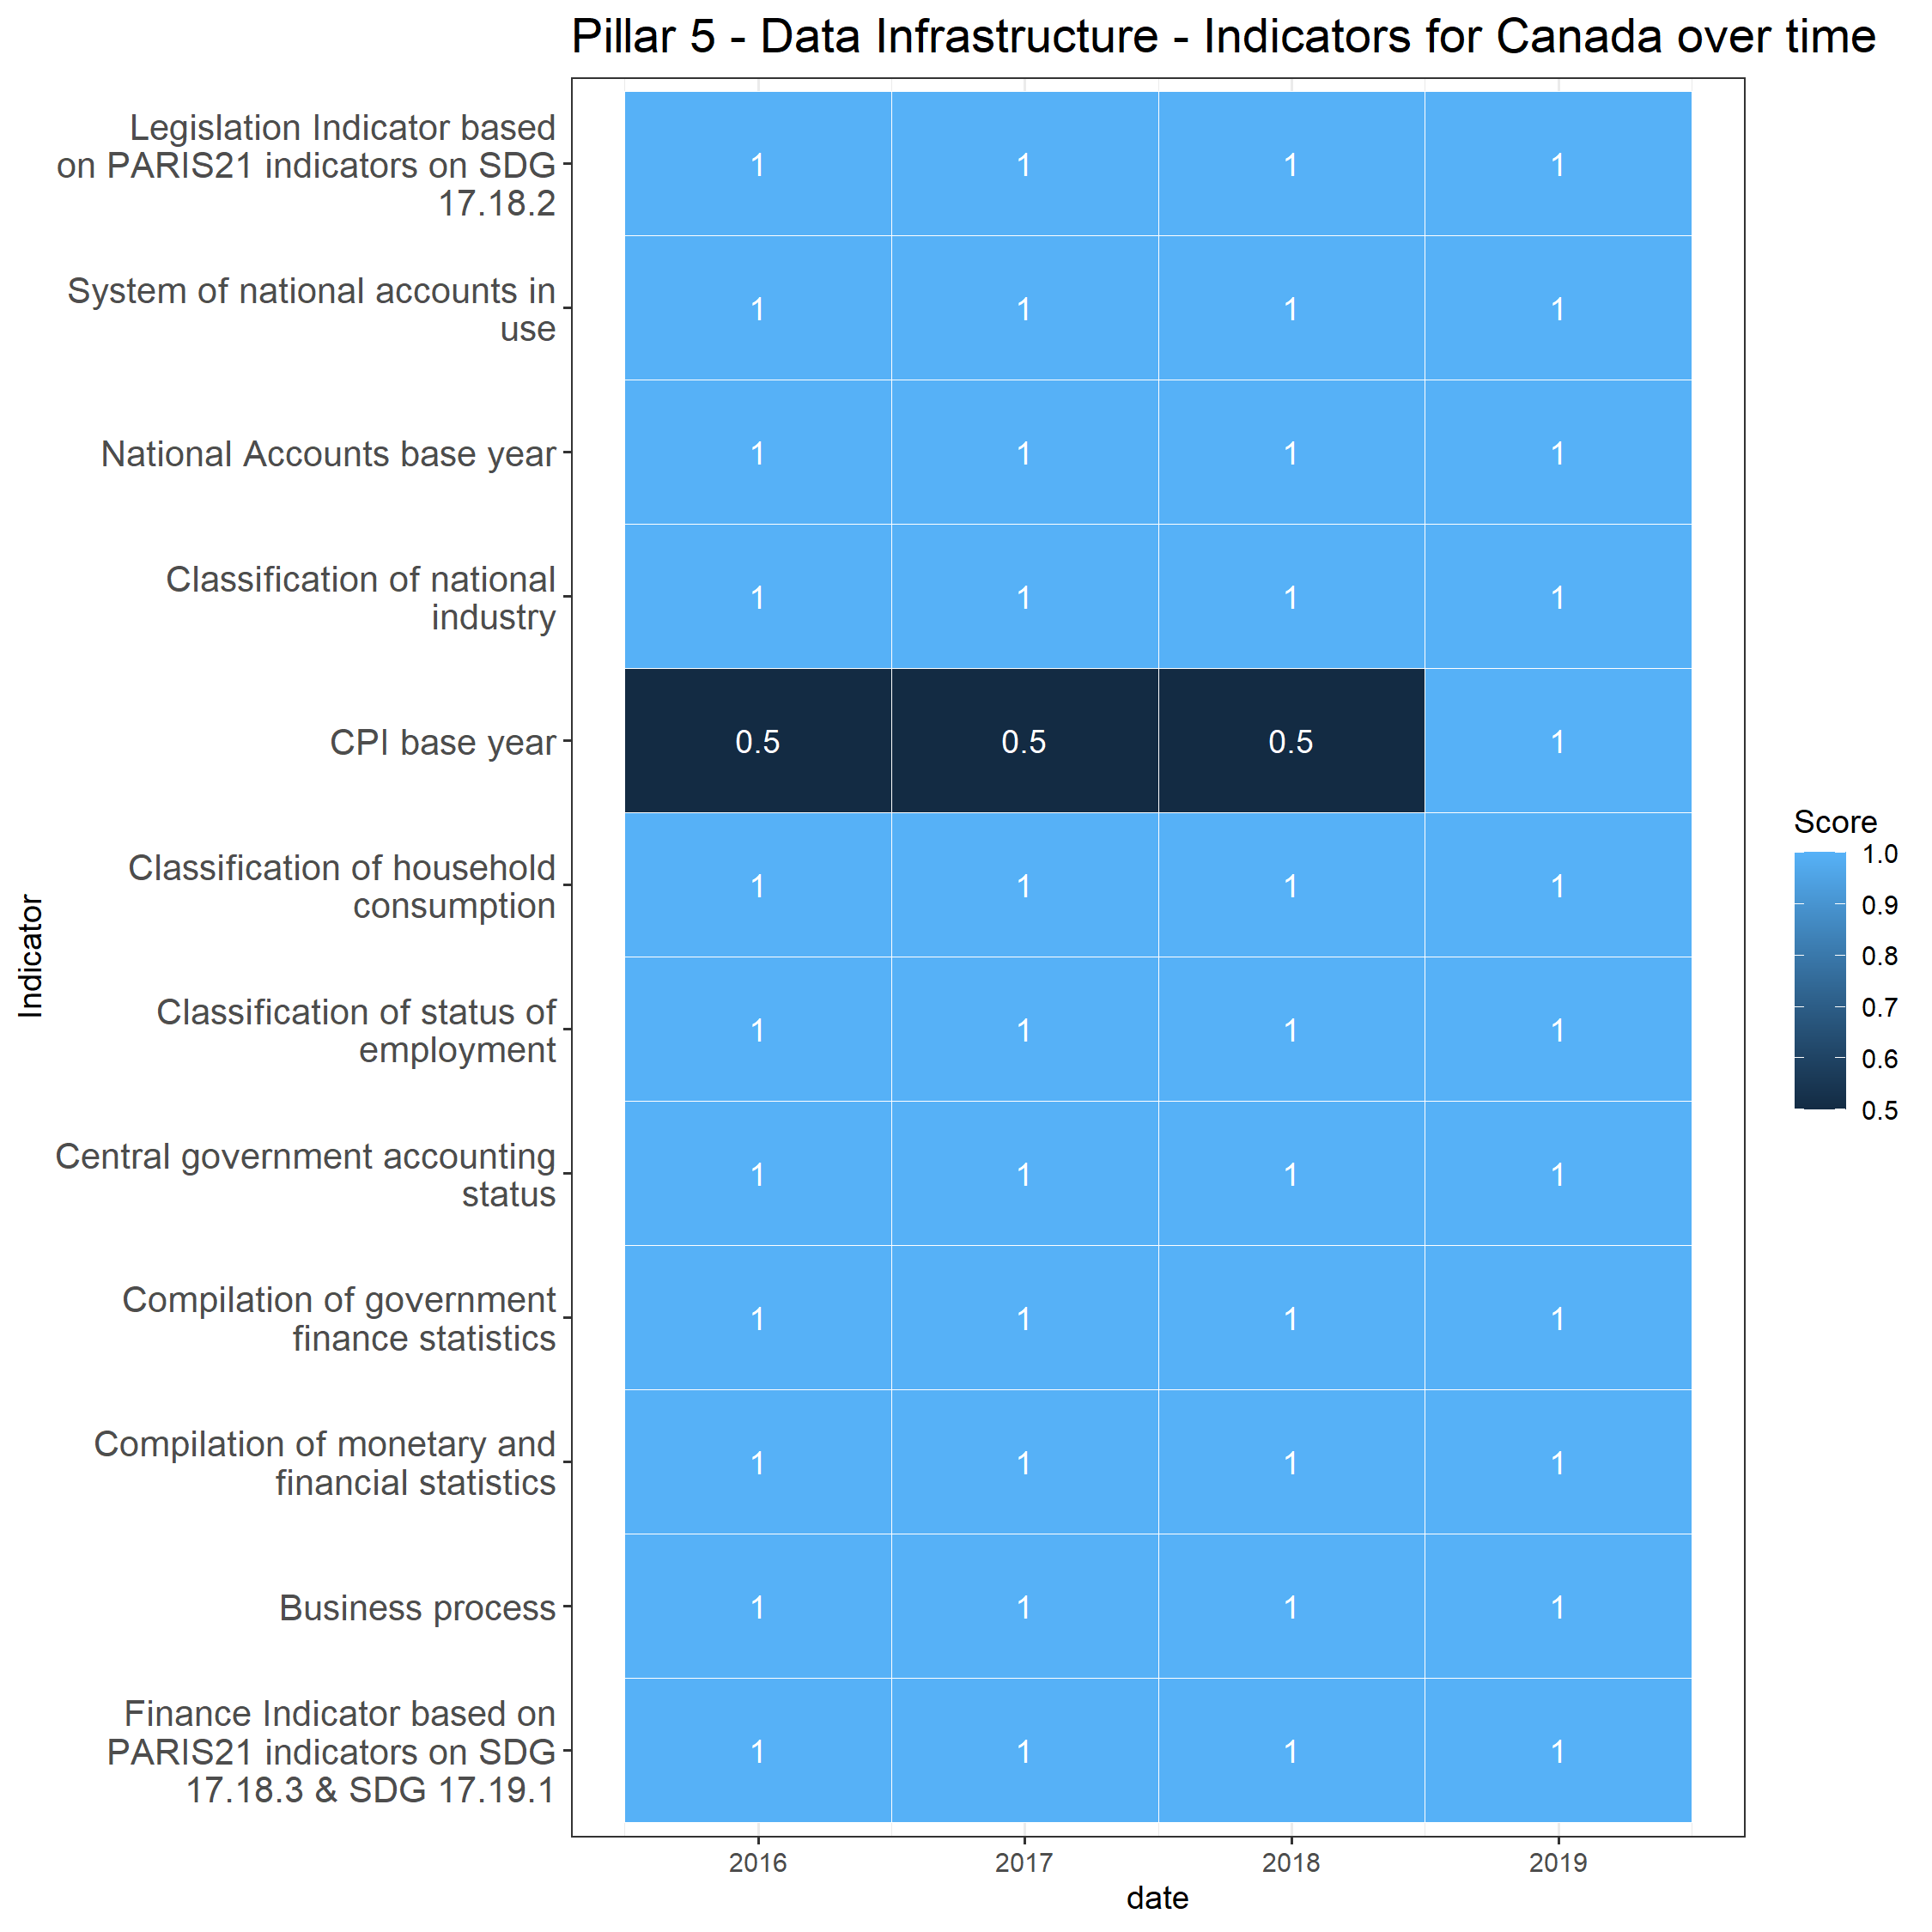 Pillar 5 - Data Infrastructure - Indicators for Canada over time
Legislation Indicator based
on PARIS21 indicators on SDG
17.18.2
1 1 1 1
System of national accounts in
use
1 1 1 1
National Accounts base year
1 1 1 1
Classification of national
industry
1 1 1 1
CPI base year
0.5 0.5 0.5 1
Classification of household
consumption
1 1 1 1
Classification of status of
employment
1 1 1 1
Central government accounting
status
1 1 1 1
Compilation of government
finance statistics
1 1 1 1
Compilation of monetary and
financial statistics
1 1 1 1
Business process
1 1 1 1
Finance Indicator based on
PARIS21 indicators on SDG
17.18.3 & SDG 17.19.1
1 1 1 1
Indicator
2016 2017 2018 2019
date
Score
1.0
0.9
0.8
0.7
0.6
0.5